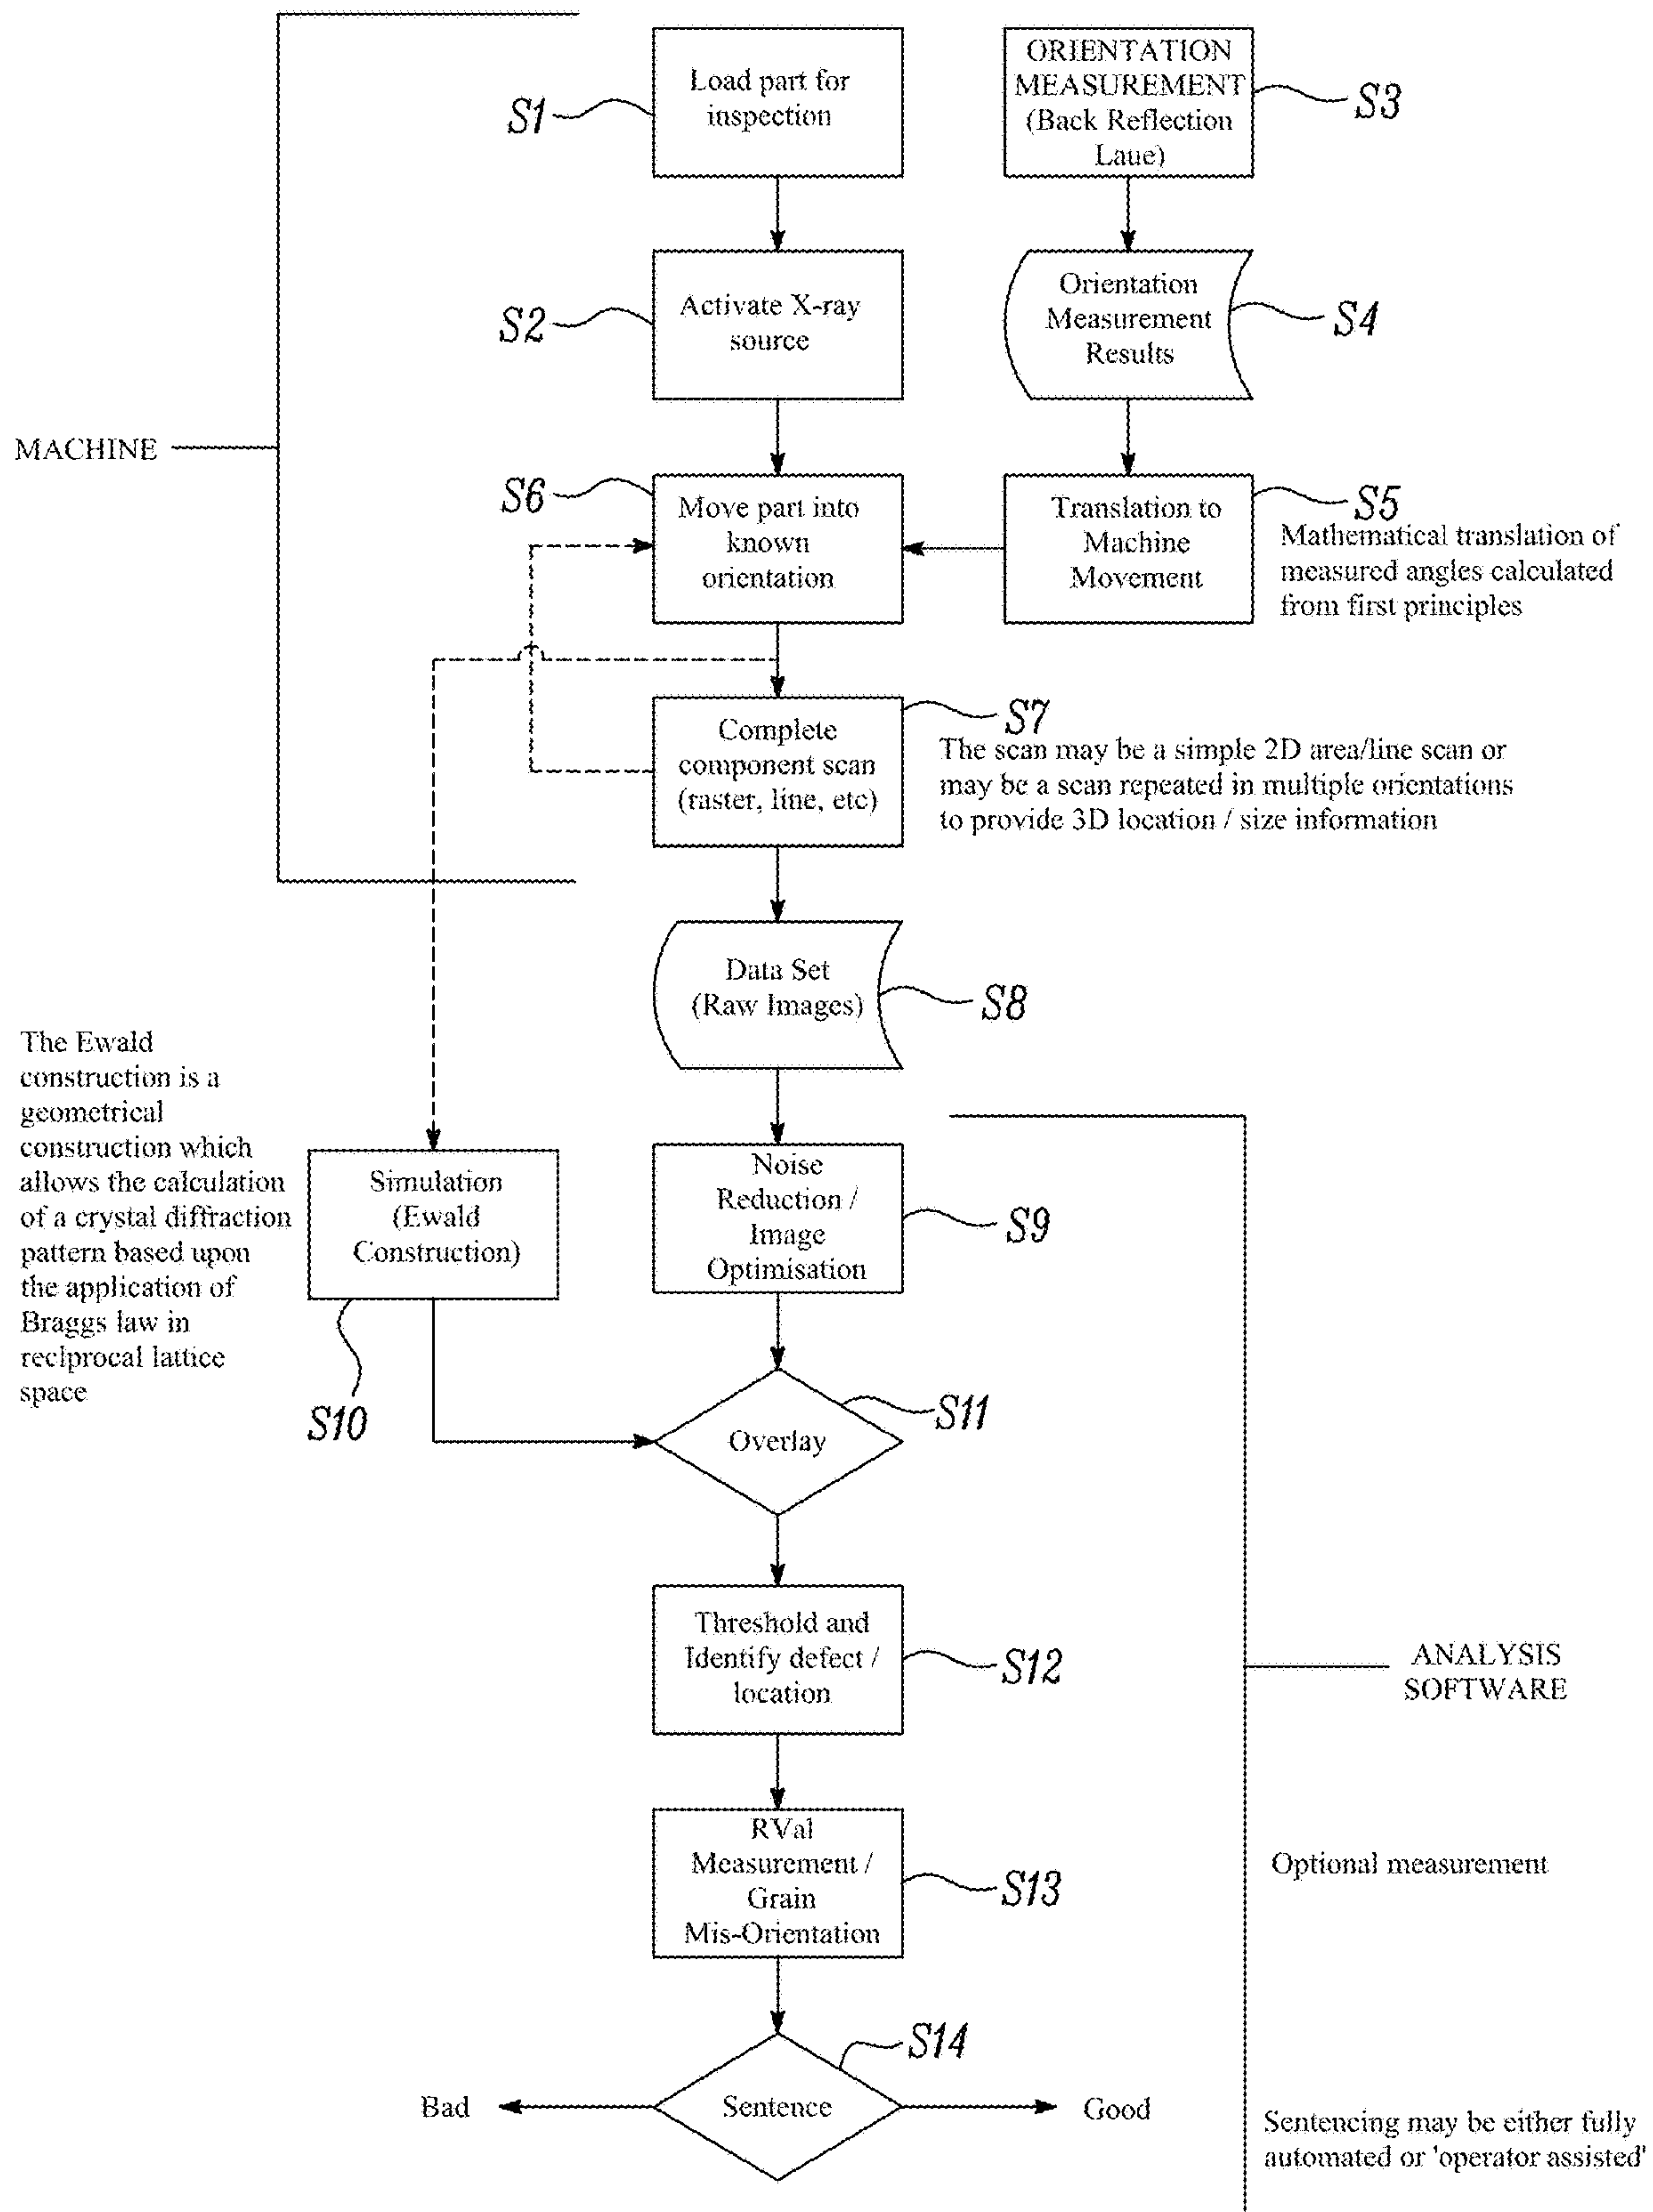 Load part for
inspection
S1
ORIENTATION
MEASUREMENT
(Back Reflection
Laue)
S3
Activate X-ray
source
S2
Orientation
Measurement
Results
S4
MACHINE
S6
Move part into
known
orientation
Translation to
Machine
Movement
S5
Mathematical translation of
measured angles calculated
from first principles
Complete
component scan
(raster, line, etc)
S7
The scan may be a simple 2D area/line scan or
may be a scan repeated in multiple orientations
to provide 3D location / size information
Data Set
(Raw Images)
S8
The Ewald
construction is a
geometrical
construction which
allows the calculation
of a crystal diffraction
pattern based upon
the application of
Braggs law in
reciprocal lattice
space
Simulation
(Ewald
Construction)
S10
Noise
Reduction /
Image
Optimisation
S9
Overlay
S11
Threshold and
Identify defect /
location
S12
ANALYSIS
SOFTWARE
RVal
Measurement /
Grain
Mis-Orientation
S13
Optional measurement
Sentence
S14
Bad
Good
Sentencing may be either fully
automated or 'operator assisted'